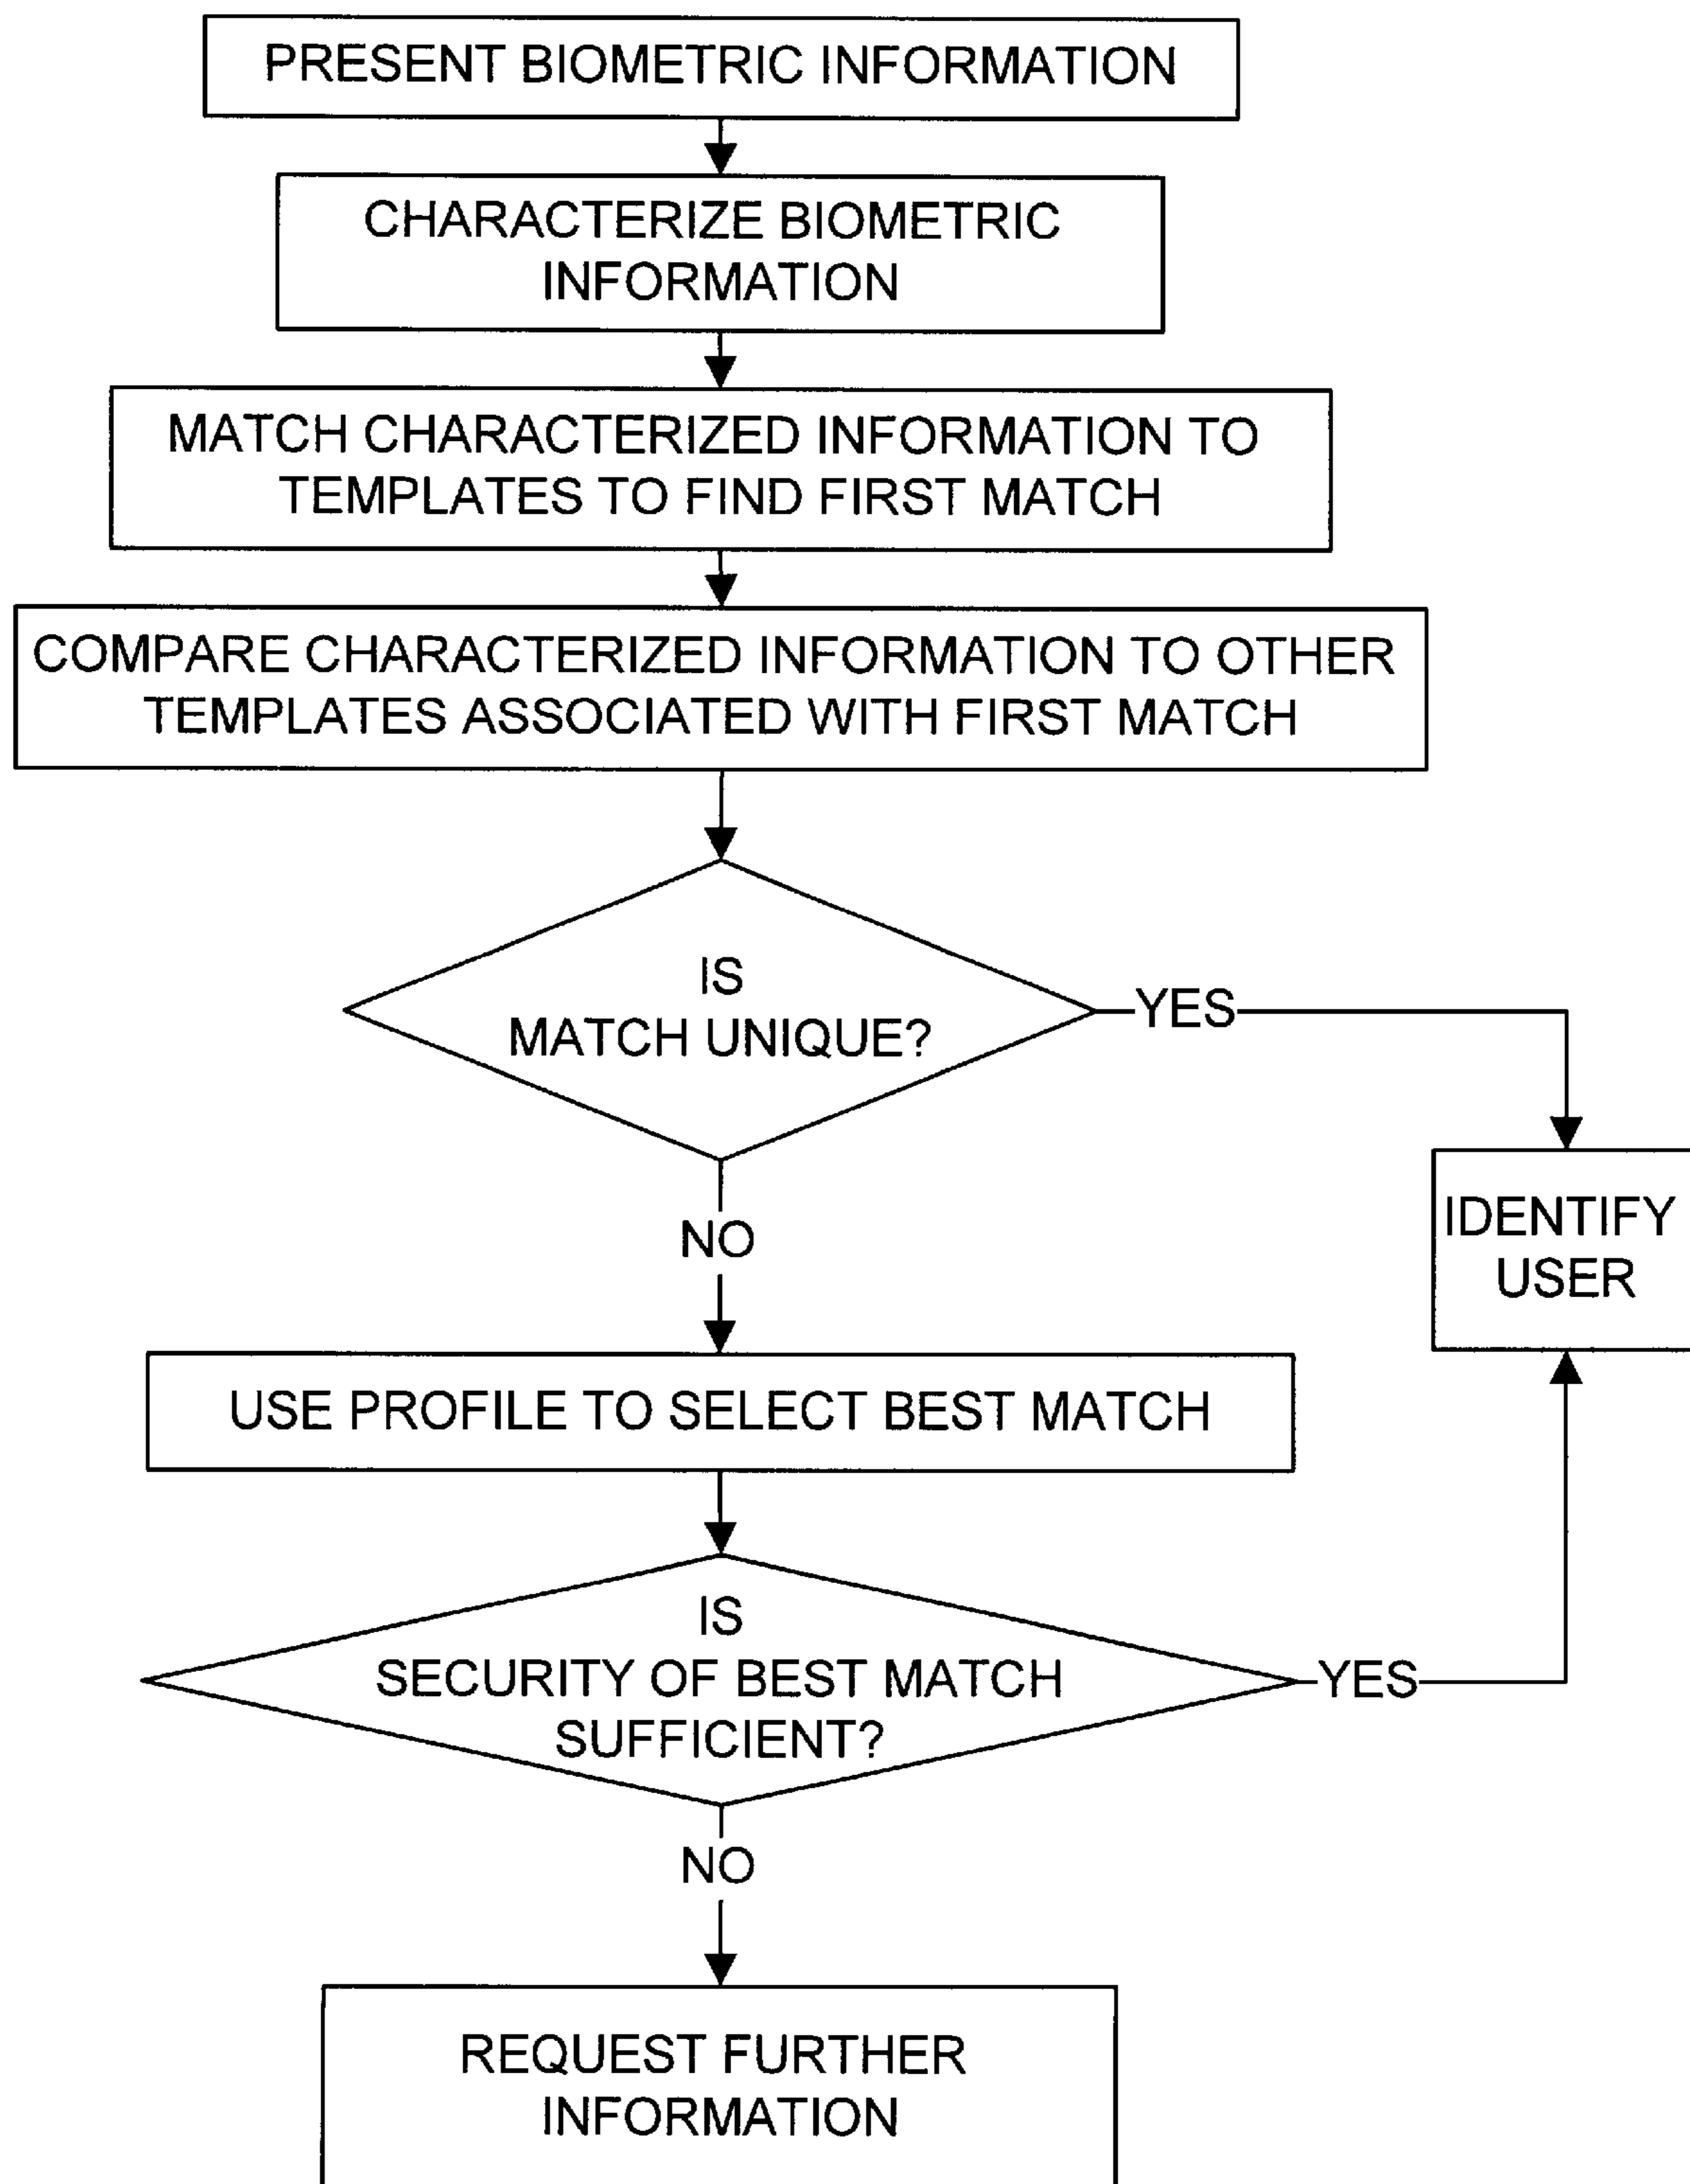 PRESENT BIOMETRIC INFORMATION
CHARACTERIZE BIOMETRIC
INFORMATION
MATCH CHARACTERIZED INFORMATION TO
TEMPLATES TO FIND FIRST MATCH
COMPARE CHARACTERIZED INFORMATION TO OTHER
TEMPLATES ASSOCIATED WITH FIRST MATCH
IS
MATCH UNIQUE?
YES
IDENTIFY
USER
NO
USE PROFILE TO SELECT BEST MATCH
IS
SECURITY OF BEST MATCH
SUFFICIENT?
YES
NO
REQUEST FURTHER
INFORMATION